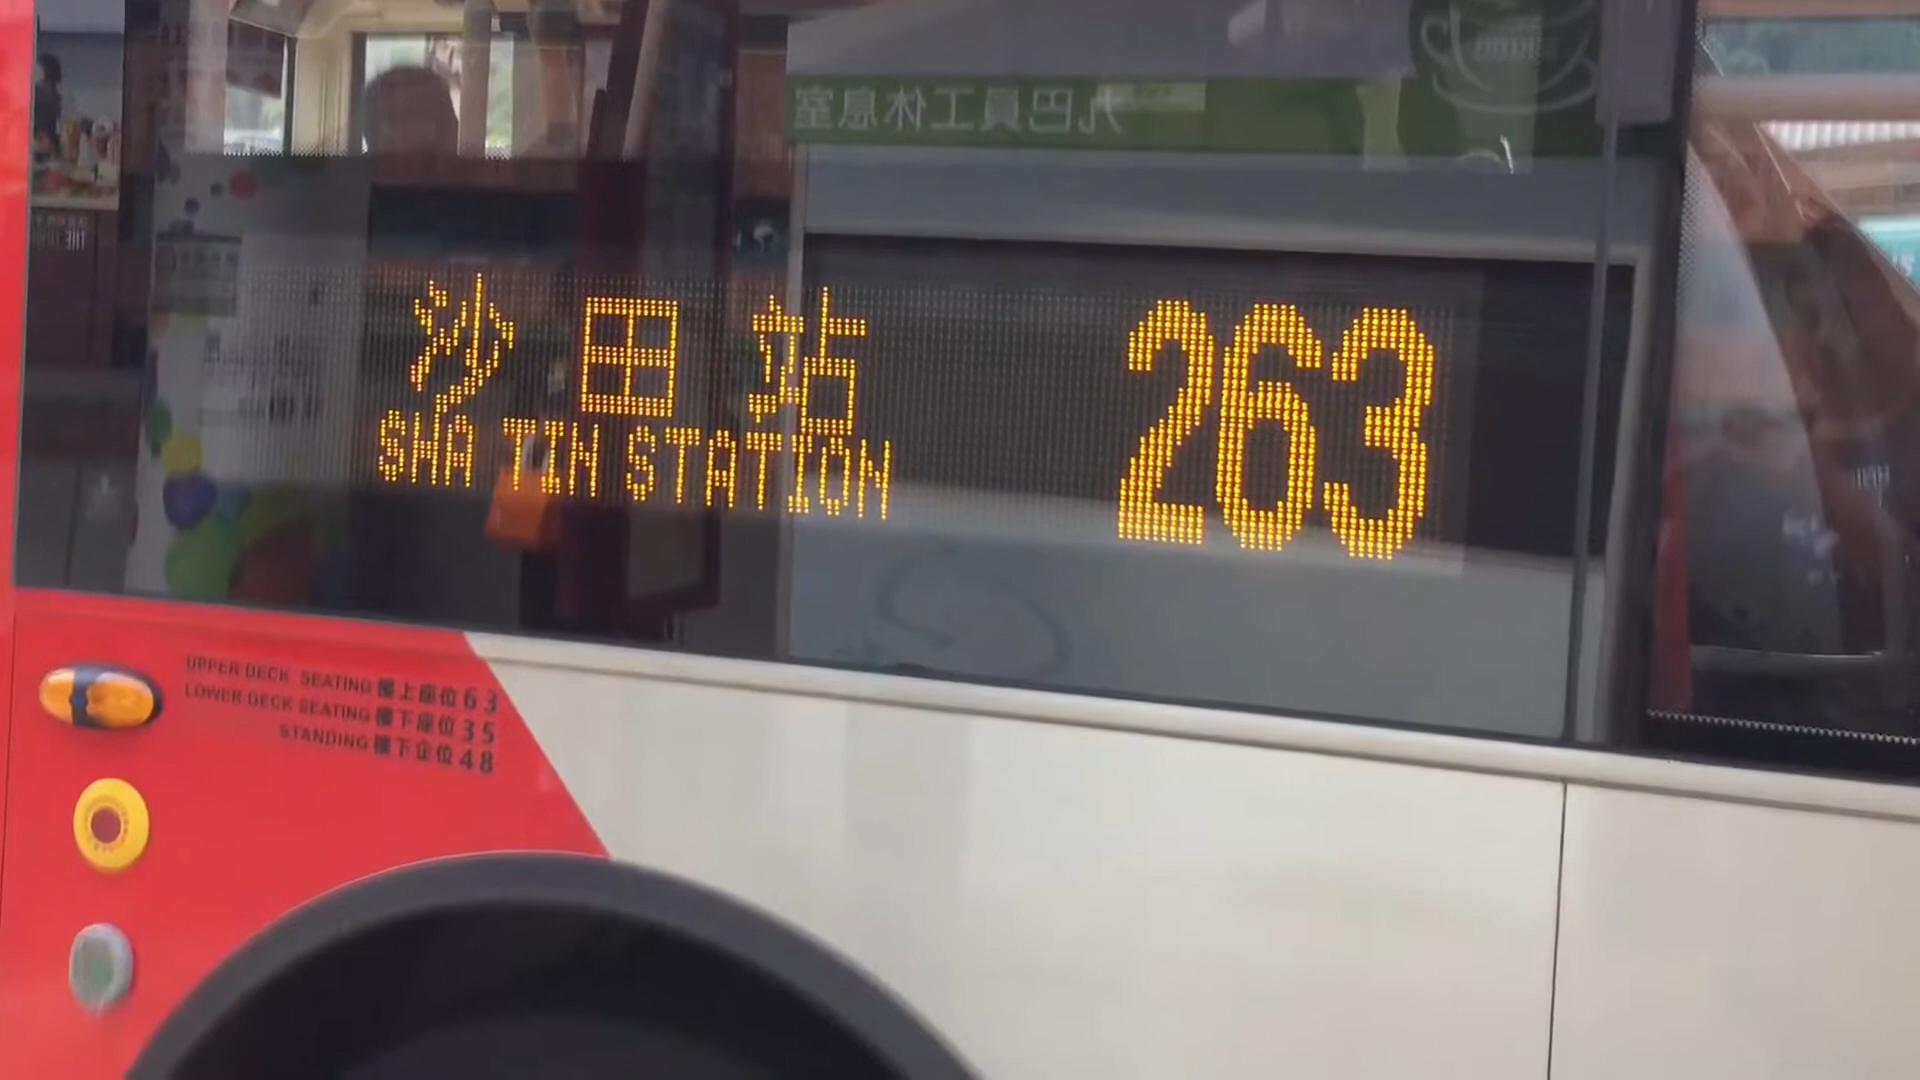 九巴員工休息室
沙田站 263
SHA TIN STATION
UPPER DECK SEATING 樓上座位 63
LOWER DECK SEATING 樓下座位 35
STANDING 樓下企位 48